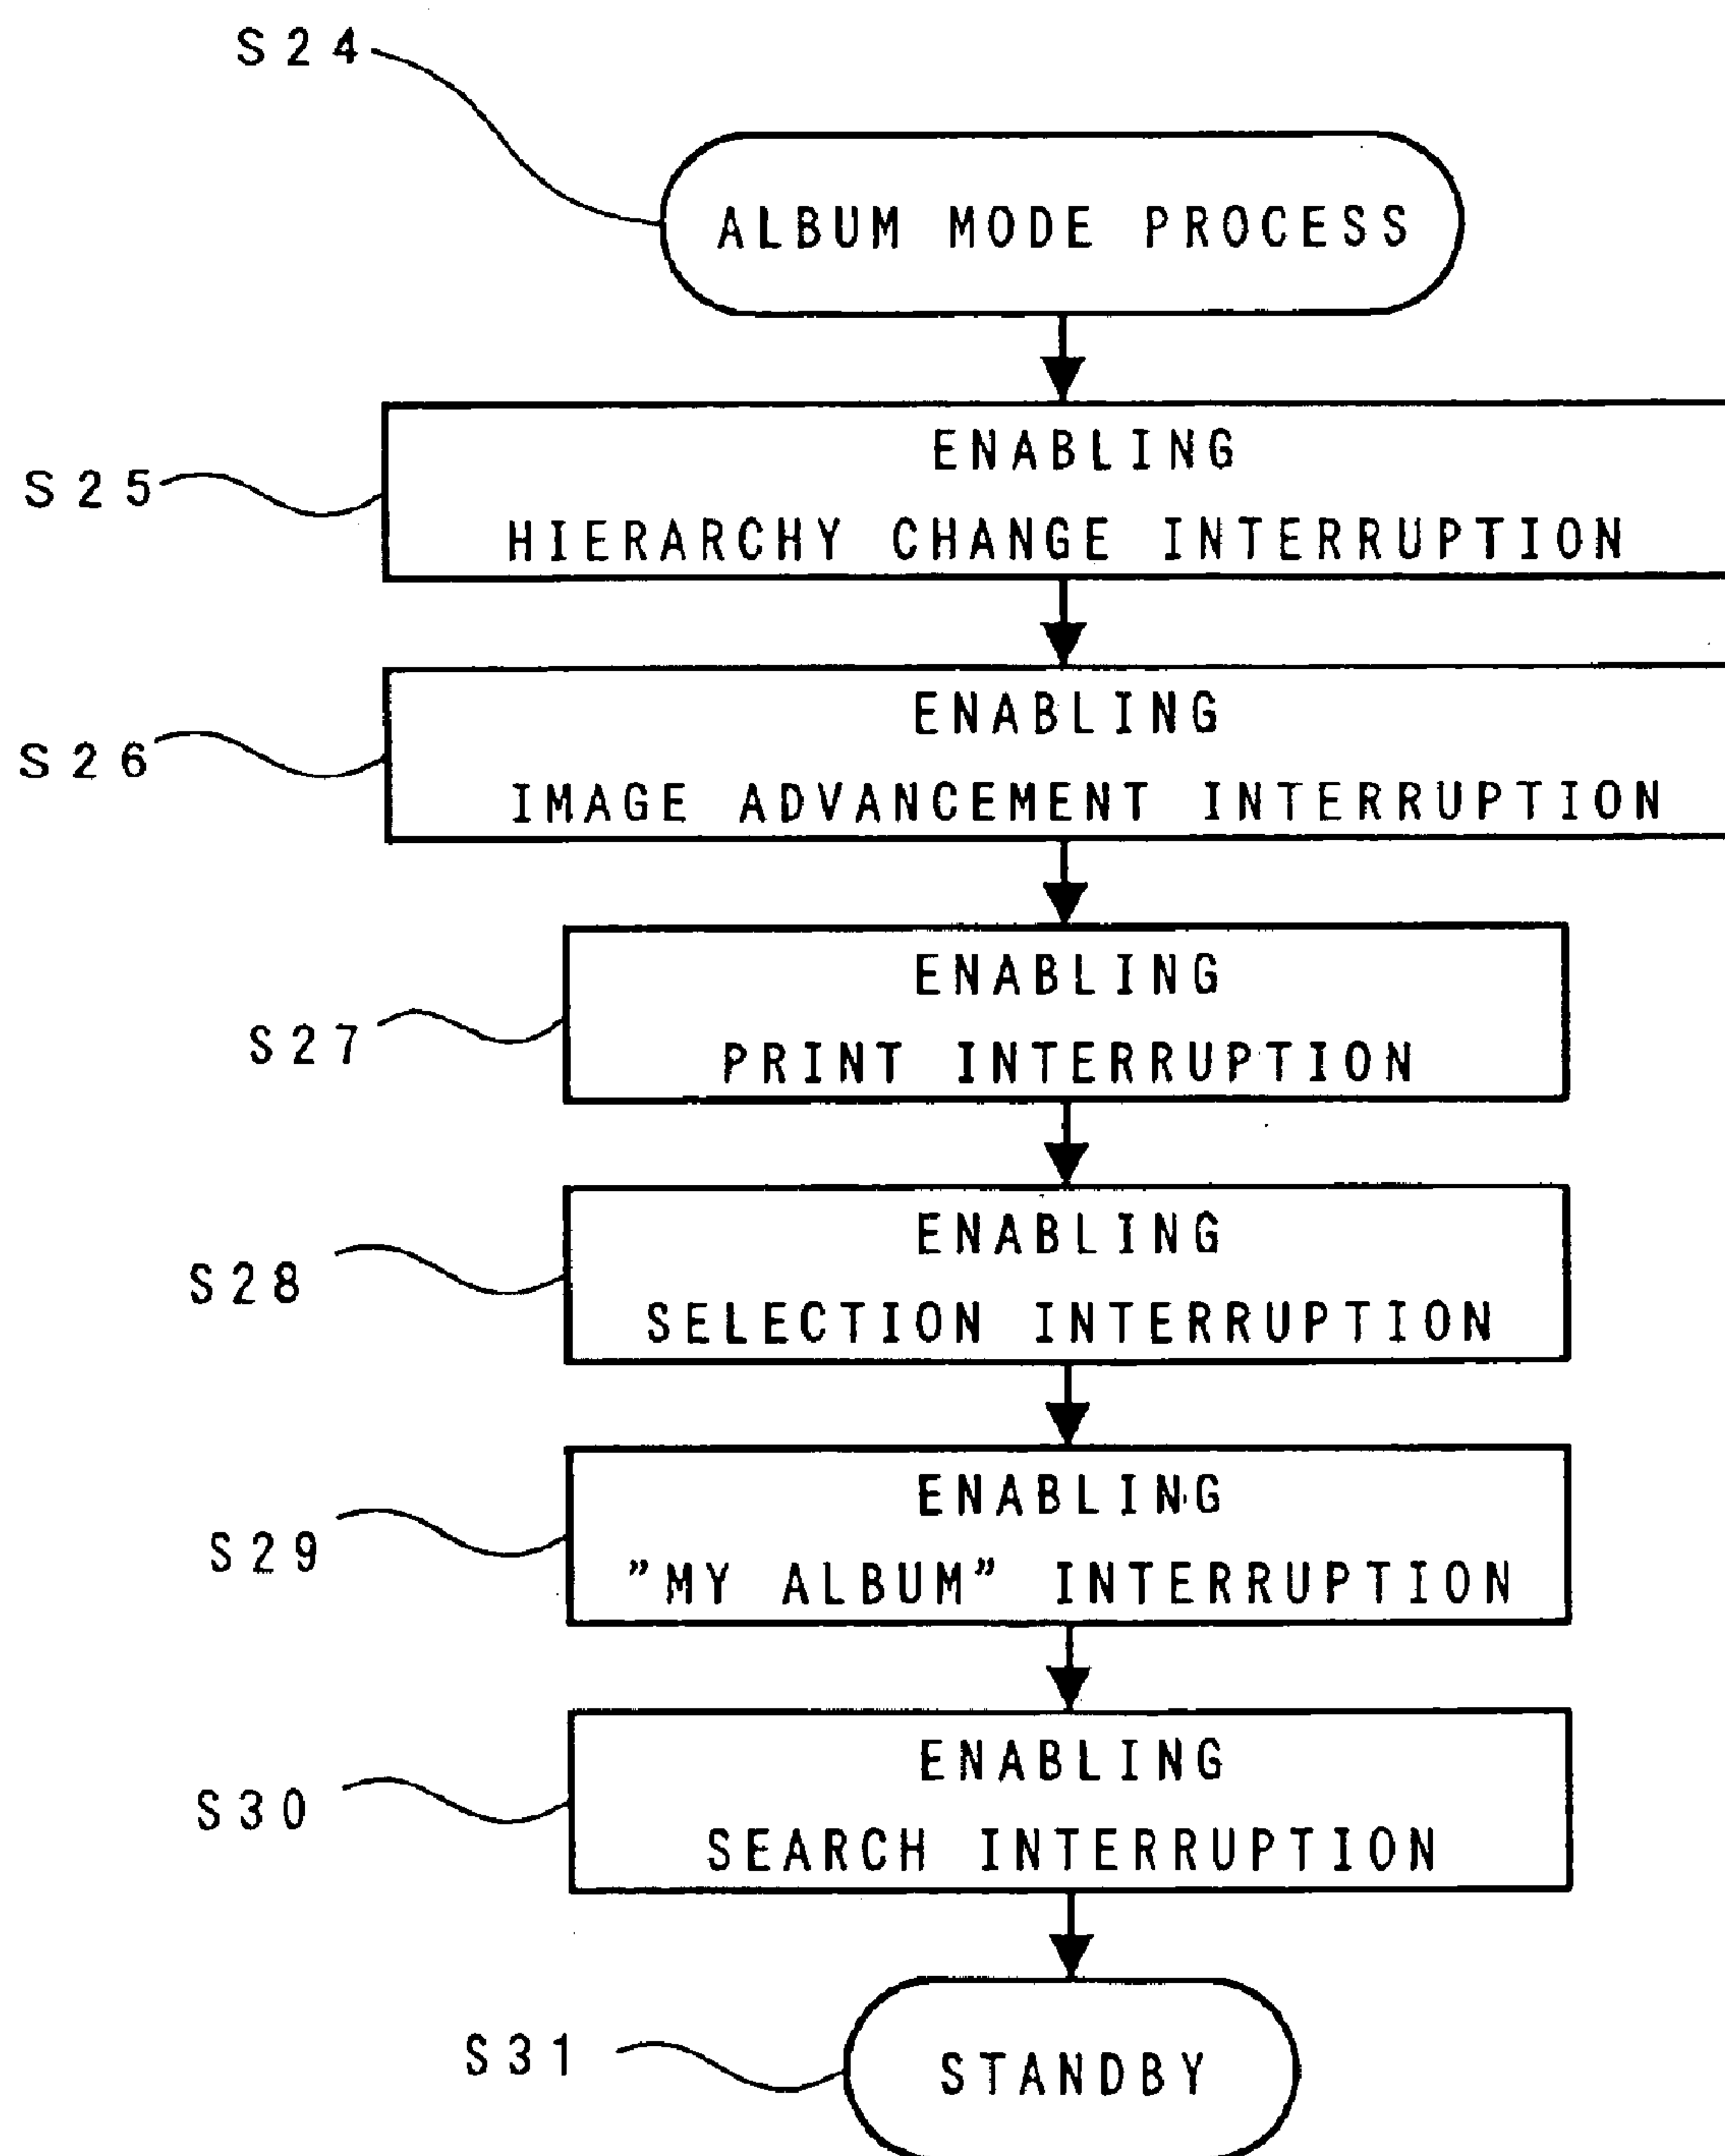 S24
ALBUM MODE PROCESS
S25
ENABLING
HIERARCHY CHANGE INTERRUPTION
S26
ENABLING
IMAGE ADVANCEMENT INTERRUPTION
S27
ENABLING
PRINT INTERRUPTION
S28
ENABLING
SELECTION INTERRUPTION
S29
ENABLING
”MY ALBUM” INTERRUPTION
S30
ENABLING
SEARCH INTERRUPTION
S31
STANDBY